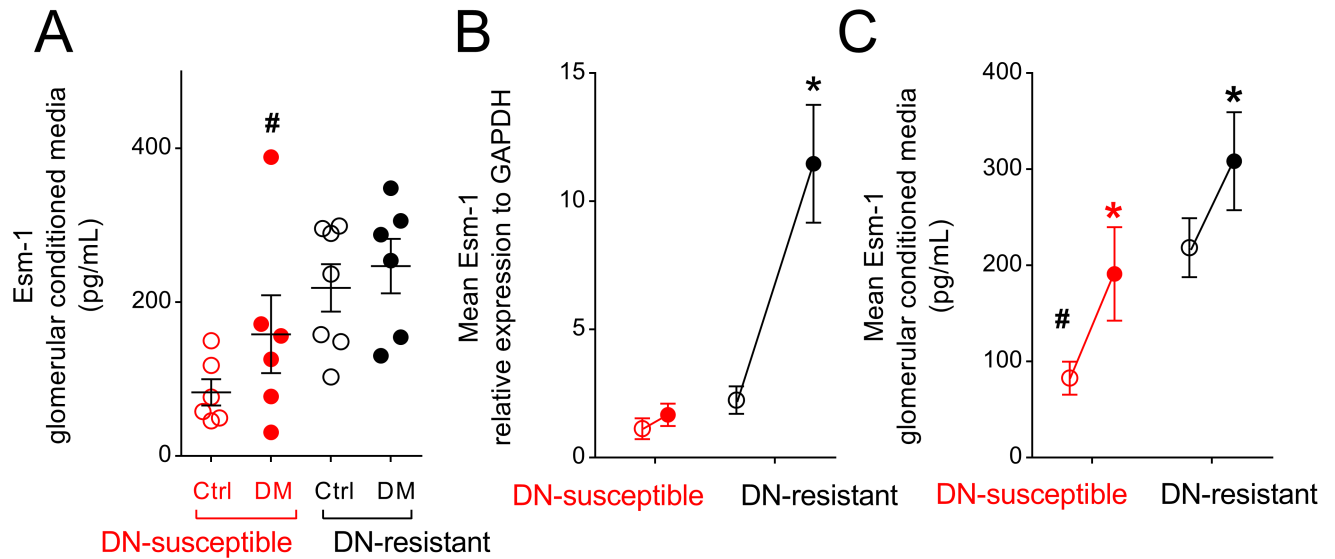 A
Esm-1
glomerular conditioned media
(pg/mL)
400
200
0
#
Ctrl DM Ctrl DM
DN-susceptible DN-resistant
B
Mean Esm-1
relative expression to GAPDH
15
10
5
0
*
DN-susceptible DN-resistant
C
Mean Esm-1
glomerular conditioned media
(pg/mL)
400
300
200
100
0
#
*
*
DN-susceptible DN-resistant